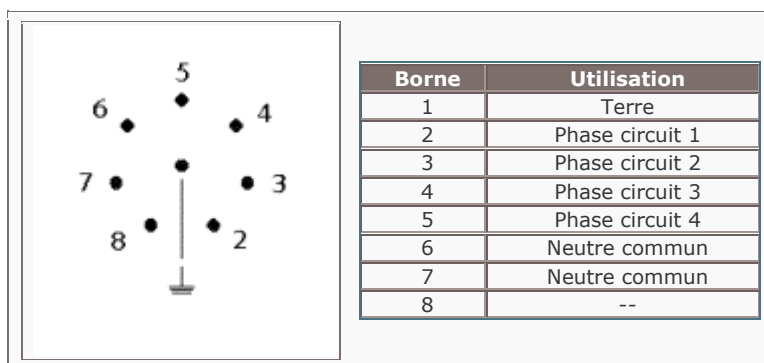 5
6
4
7
3
8
2
Borne Utilisation
1 Terre
2 Phase circuit 1
3 Phase circuit 2
4 Phase circuit 3
5 Phase circuit 4
6 Neutre commun
7 Neutre commun
8 --